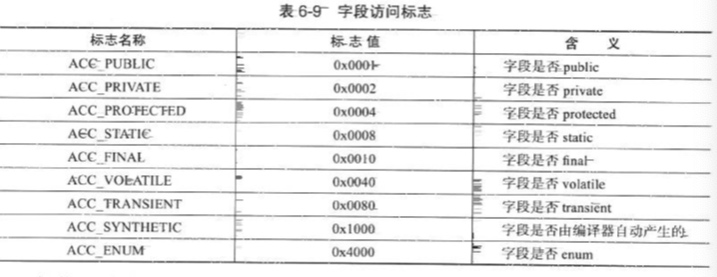 表 6-9 字段访问标志
标志名称 标志值 含 义
ACC_PUBLIC 0x0001 字段是否 public
ACC_PRIVATE 0x0002 字段是否 private
ACC_PROTECTED 0x0004 字段是否 protected
ACC_STATIC 0x0008 字段是否 static
ACC_FINAL 0x0010 字段是否 final
ACC_VOLATILE 0x0040 字段是否 volatile
ACC_TRANSIENT 0x0080 字段是否 transient
ACC_SYNTHETIC 0x1000 字段是否由编译器自动产生的
ACC_ENUM 0x4000 字段是否 enum